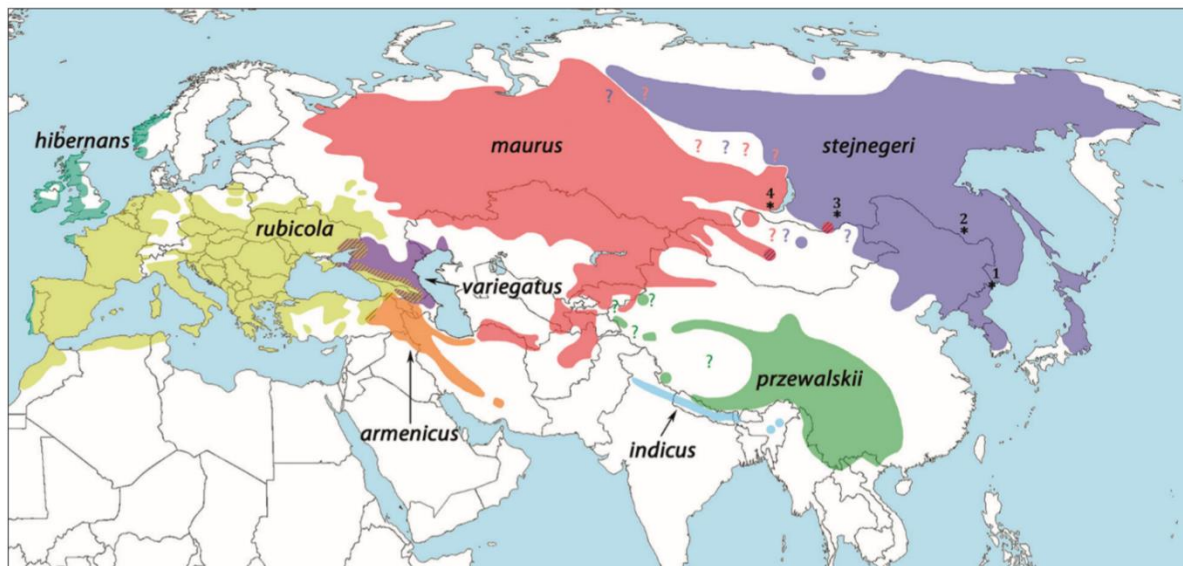 hibernans
maurus
stejnegeri
? ?
? ? ? ?
4
*
3
*
2
*
rubicola
? ? ?
1
*
variegatus
? ?
?
?
przewalskii
armenicus
indicus